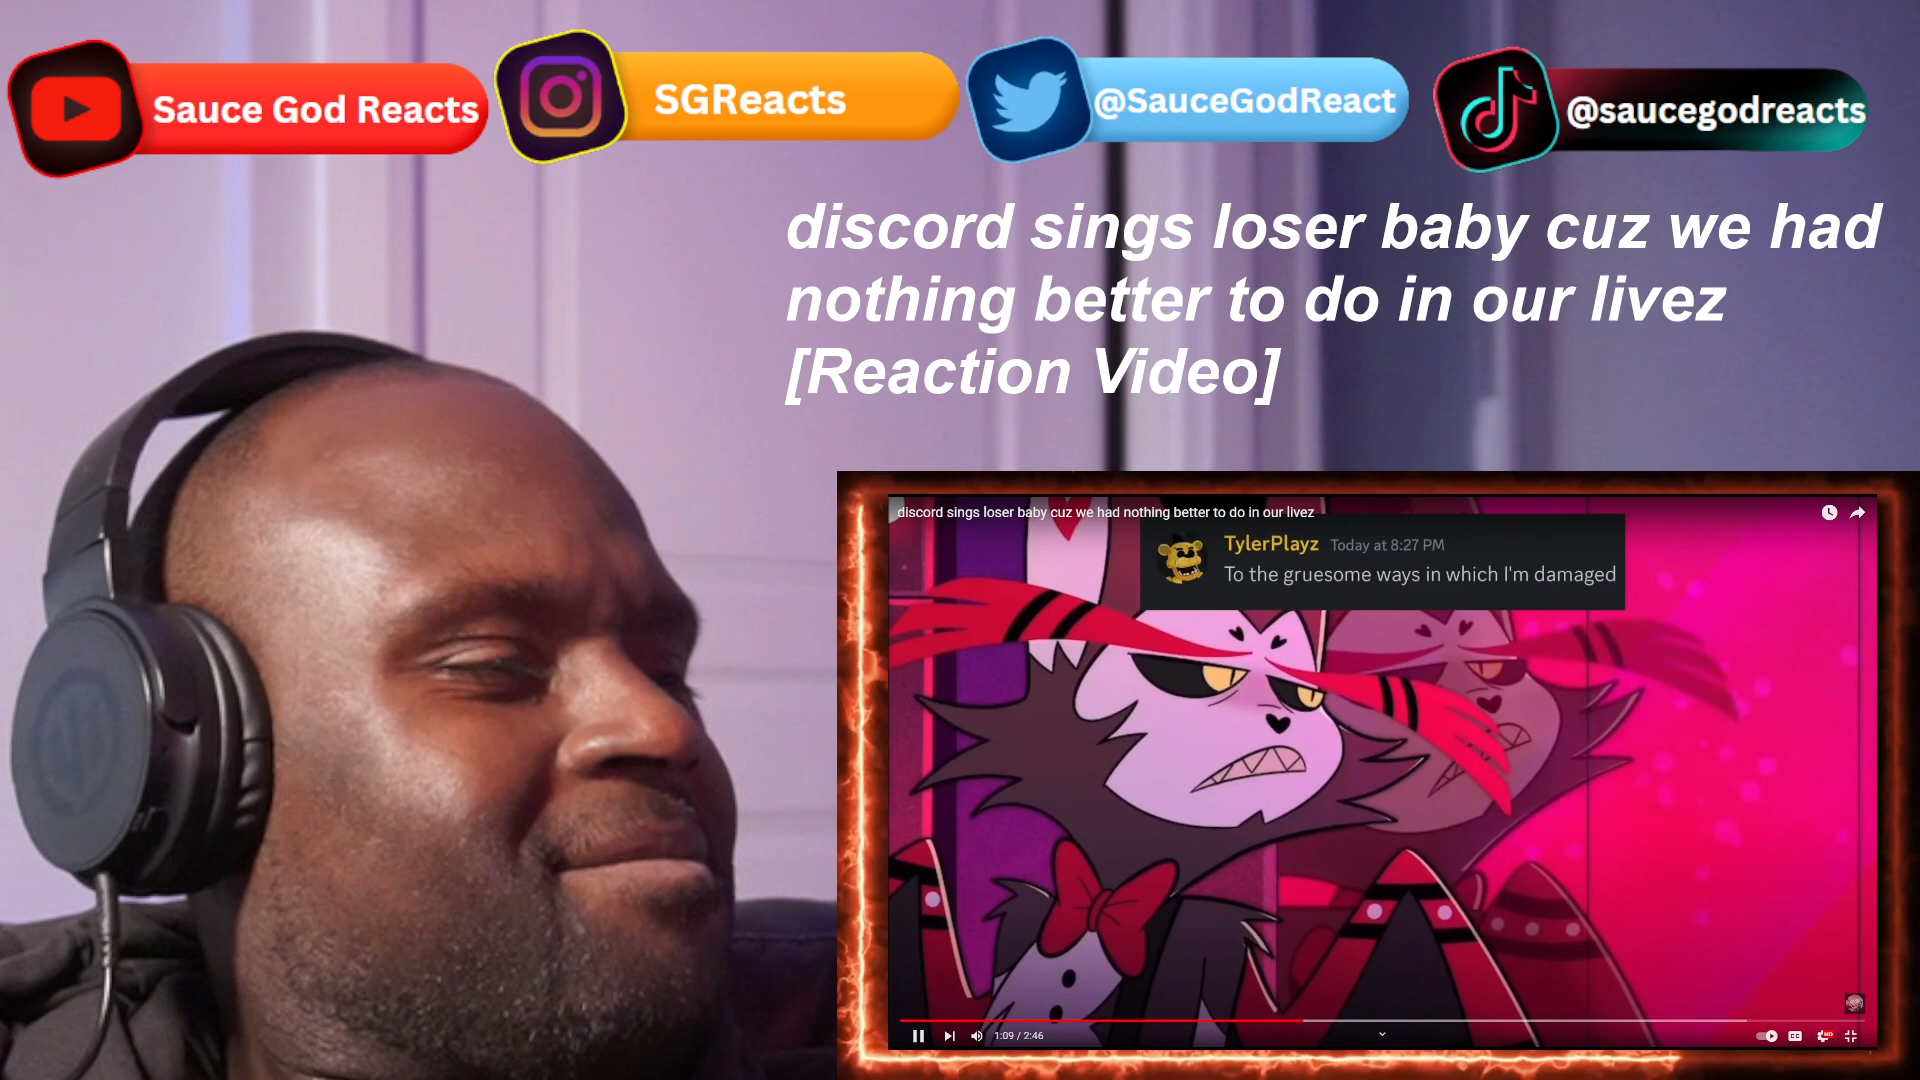 Sauce God Reacts
SGReacts
@SauceGodReact
@saucegodreacts
discord sings loser baby cuz we had
nothing better to do in our livez
[Reaction Video]
discord sings loser baby cuz we had nothing better to do in our livez
TylerPlayz Today at 8:27 PM
To the gruesome ways in which I'm damaged
1:09 / 2:46
CC
HD